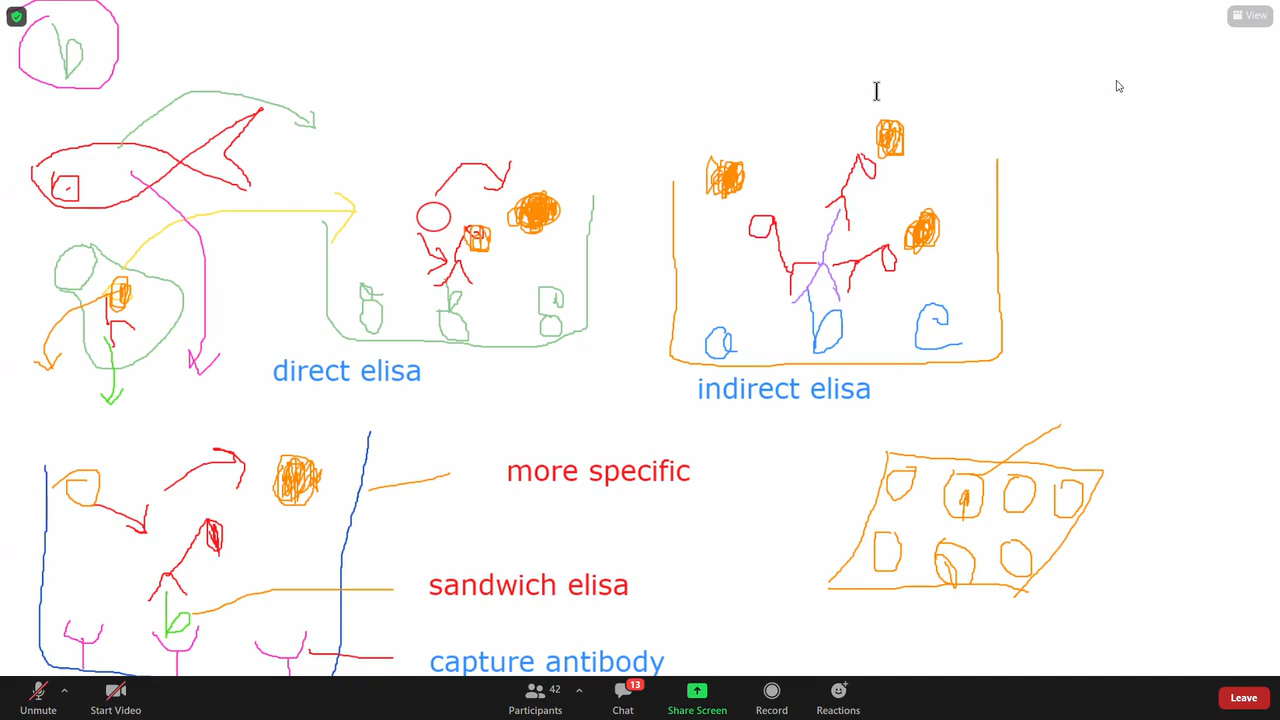 View
b
a
b
c
direct elisa
a
b
c
indirect elisa
more specific
sandwich elisa
b
capture antibody
Unmute
Start Video
Participants
42
Chat
13
Share Screen
Record
Reactions
Leave